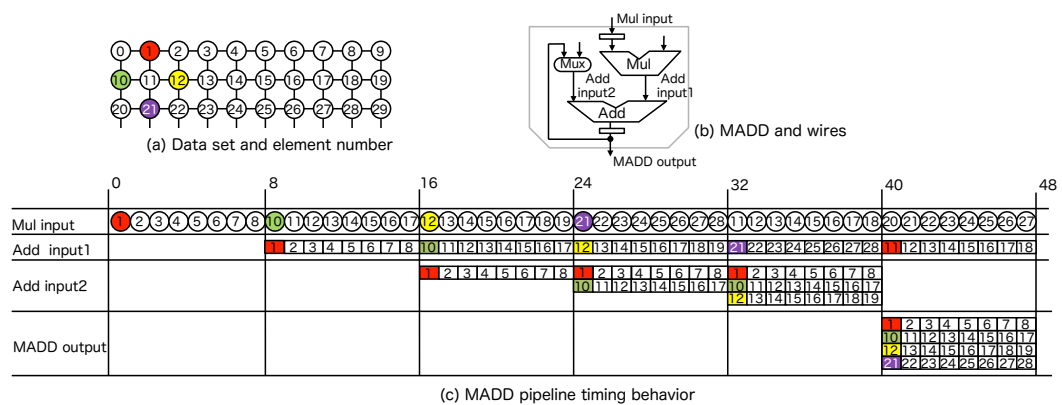 0 1 2 3 4 5 6 7 8 9
10 11 12 13 14 15 16 17 18 19
20 21 22 23 24 25 26 27 28 29
(a) Data set and element number
Mul input
Mux
Mul
Add input2
Add input1
Add
MADD output
(b) MADD and wires
0 8 16 24 32 40 48
Mul input 1 2 3 4 5 6 7 8 10 11 12 13 14 15 16 17 12 13 14 15 16 17 18 19 21 22 23 24 25 26 27 28 11 12 13 14 15 16 17 18 20 21 22 23 24 25 26 27
Add input1 1 2 3 4 5 6 7 8 10 11 12 13 14 15 16 17 12 13 14 15 16 17 18 19 21 22 23 24 25 26 27 28 11 12 13 14 15 16 17 18
Add input2 1 2 3 4 5 6 7 8 1 2 3 4 5 6 7 8 1 2 3 4 5 6 7 8
10 11 12 13 14 15 16 17 10 11 12 13 14 15 16 17
12 13 14 15 16 17 18 19
MADD output 1 2 3 4 5 6 7 8
10 11 12 13 14 15 16 17
12 13 14 15 16 17 18 19
21 22 23 24 25 26 27 28
(c) MADD pipeline timing behavior